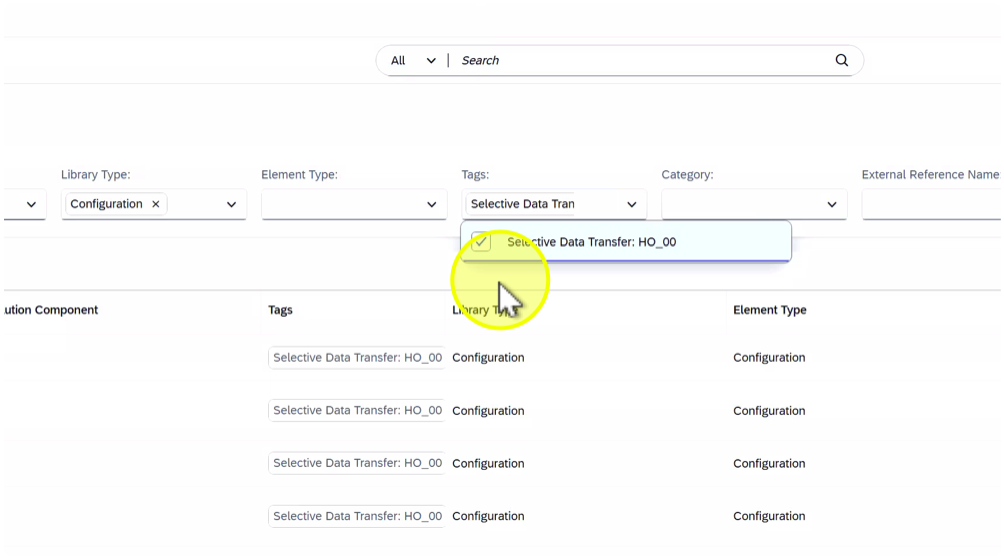 All Search
Library Type: Element Type: Tags: Category: External Reference Name:
Configuration Selective Data Tran
Selective Data Transfer: HO_00
ution Component Tags Library Type Element Type
Selective Data Transfer: HO_00 Configuration Configuration
Selective Data Transfer: HO_00 Configuration Configuration
Selective Data Transfer: HO_00 Configuration Configuration
Selective Data Transfer: HO_00 Configuration Configuration